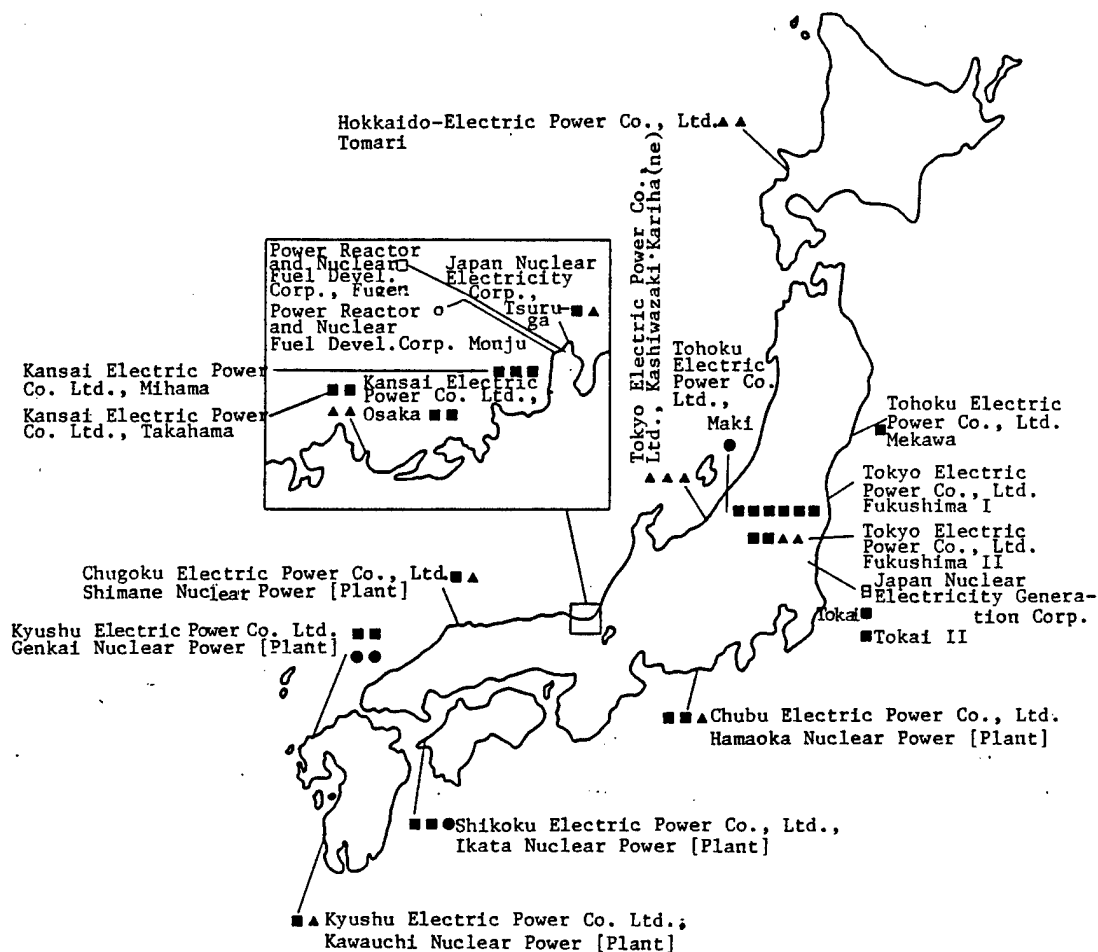 Hokkaido-Electric Power Co., Ltd.
Tomari
Tokyo Electric Power Co.,
Ltd., Kashiwazaki·Kariha(ne)
Power Reactor
and Nuclear
Fuel Devel.
Corp., Fugen
Japan Nuclear
Electricity
Corp.,
Tsuru-
ga
Power Reactor
and Nuclear
Fuel Devel.Corp. Monju
Kansai Electric Power
Co. Ltd., Mihama
Kansai Electric
Power Co. Ltd.,
Osaka
Kansai Electric Power
Co. Ltd., Takahama
Tohoku
Electric
Power Co.
Ltd.,
Maki
Tohoku Electric
Power Co., Ltd.
Mekawa
Tokyo Electric
Power Co., Ltd.
Fukushima I
Tokyo Electric
Power Co., Ltd.
Fukushima II
Japan Nuclear
Electricity Genera-
tion Corp.
Tokai
Tokai II
Chugoku Electric Power Co., Ltd.
Shimane Nuclear Power [Plant]
Kyushu Electric Power Co. Ltd.
Genkai Nuclear Power [Plant]
Chubu Electric Power Co., Ltd.
Hamaoka Nuclear Power [Plant]
Shikoku Electric Power Co., Ltd.,
Ikata Nuclear Power [Plant]
Kyushu Electric Power Co. Ltd.,
Kawauchi Nuclear Power [Plant]